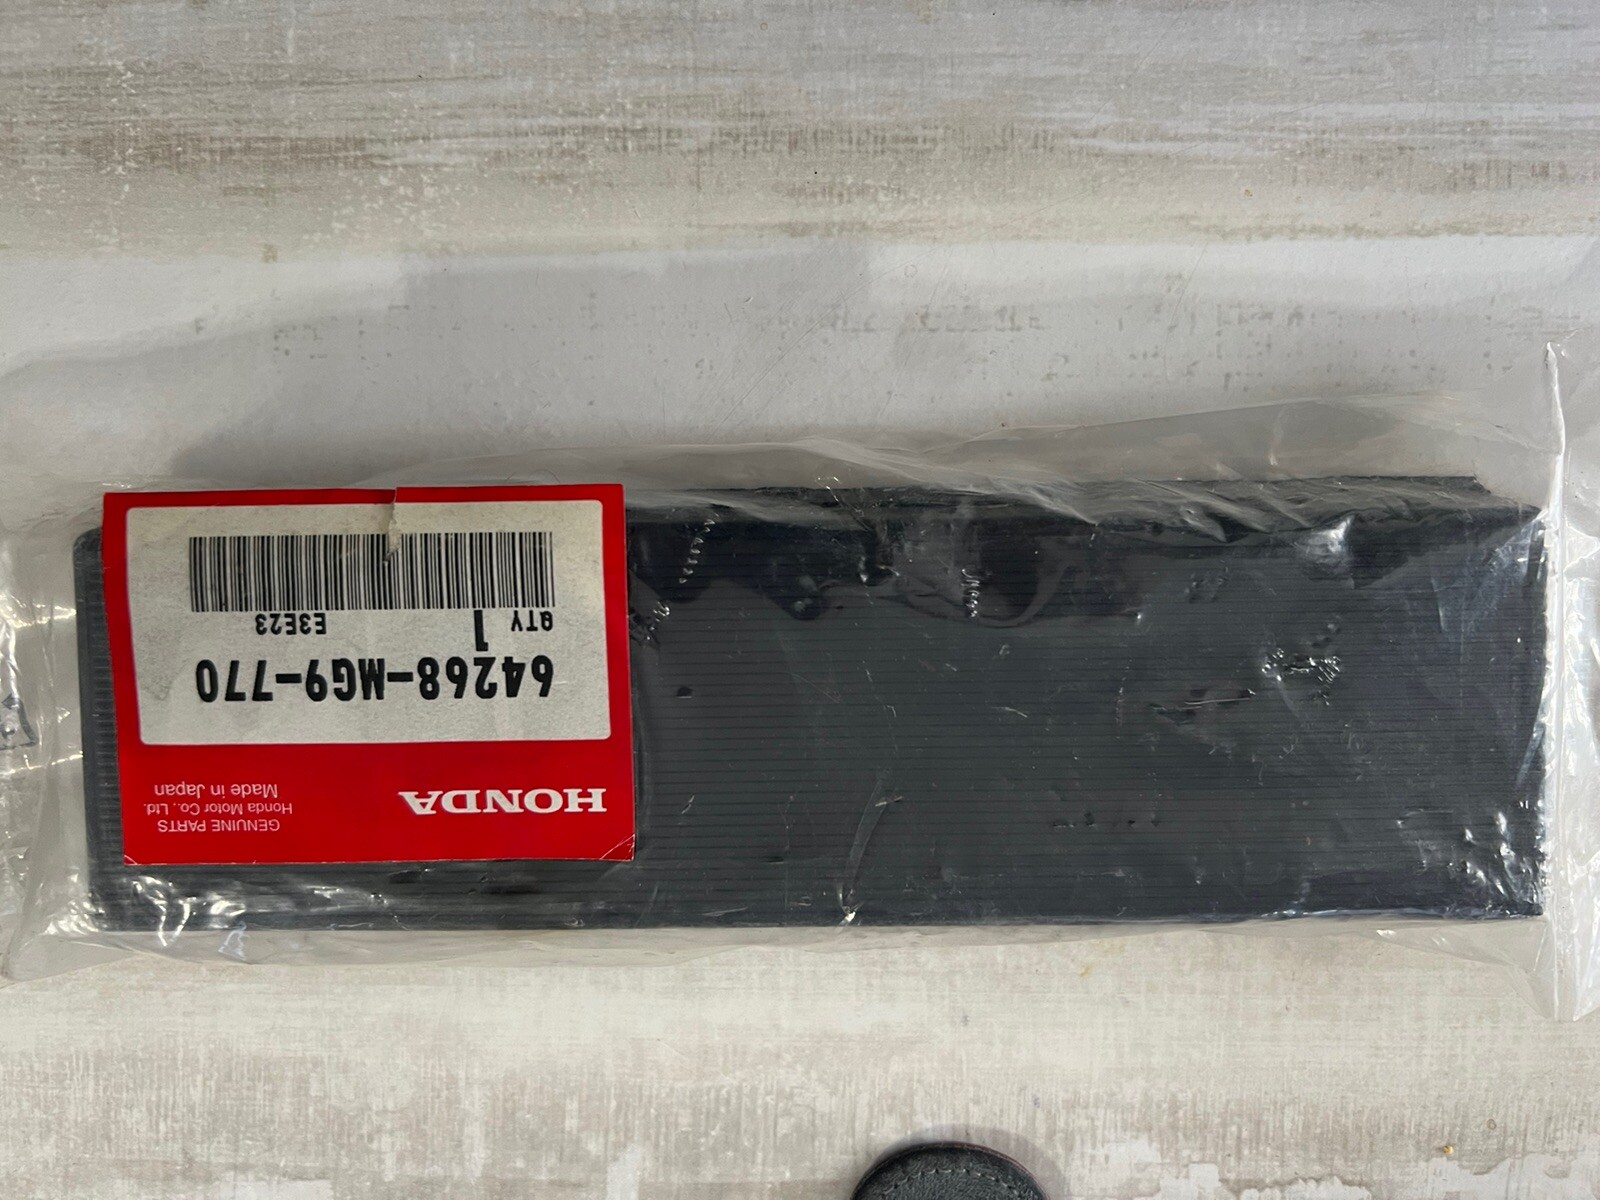 HONDA
GENUINE PARTS
Honda Motor Co., Ltd.
Made in Japan
64268-MG9-770
QTY 1 E3E23